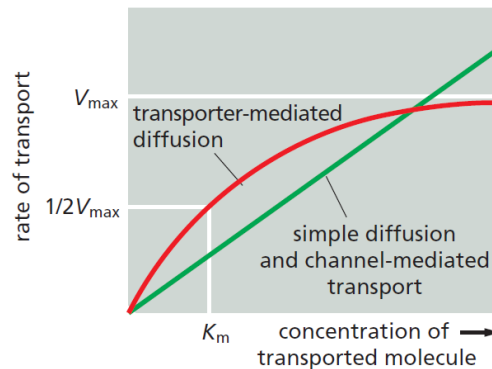 rate of transport
Vmax
transporter-mediated
diffusion
1/2Vmax
simple diffusion
and channel-mediated
transport
Km
concentration of
transported molecule